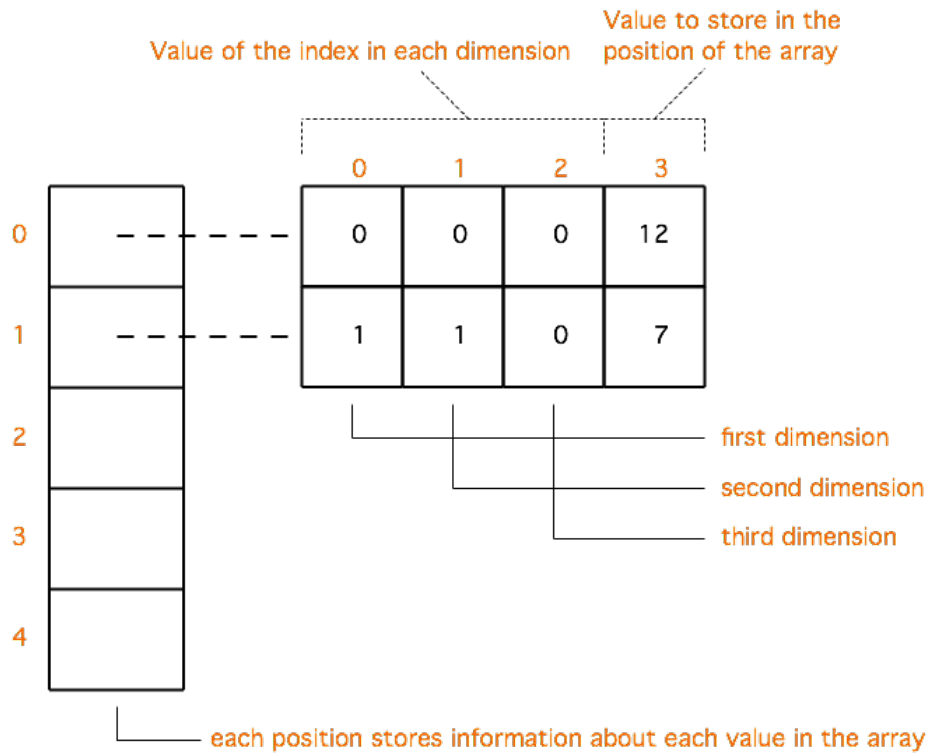 Value to store in the
Value of the index in each dimension
position of the array
0 1 2 3
0 0 0 0 12
1 1 1 0 7
2 first dimension
second dimension
3 third dimension
4
each position stores information about each value in the array